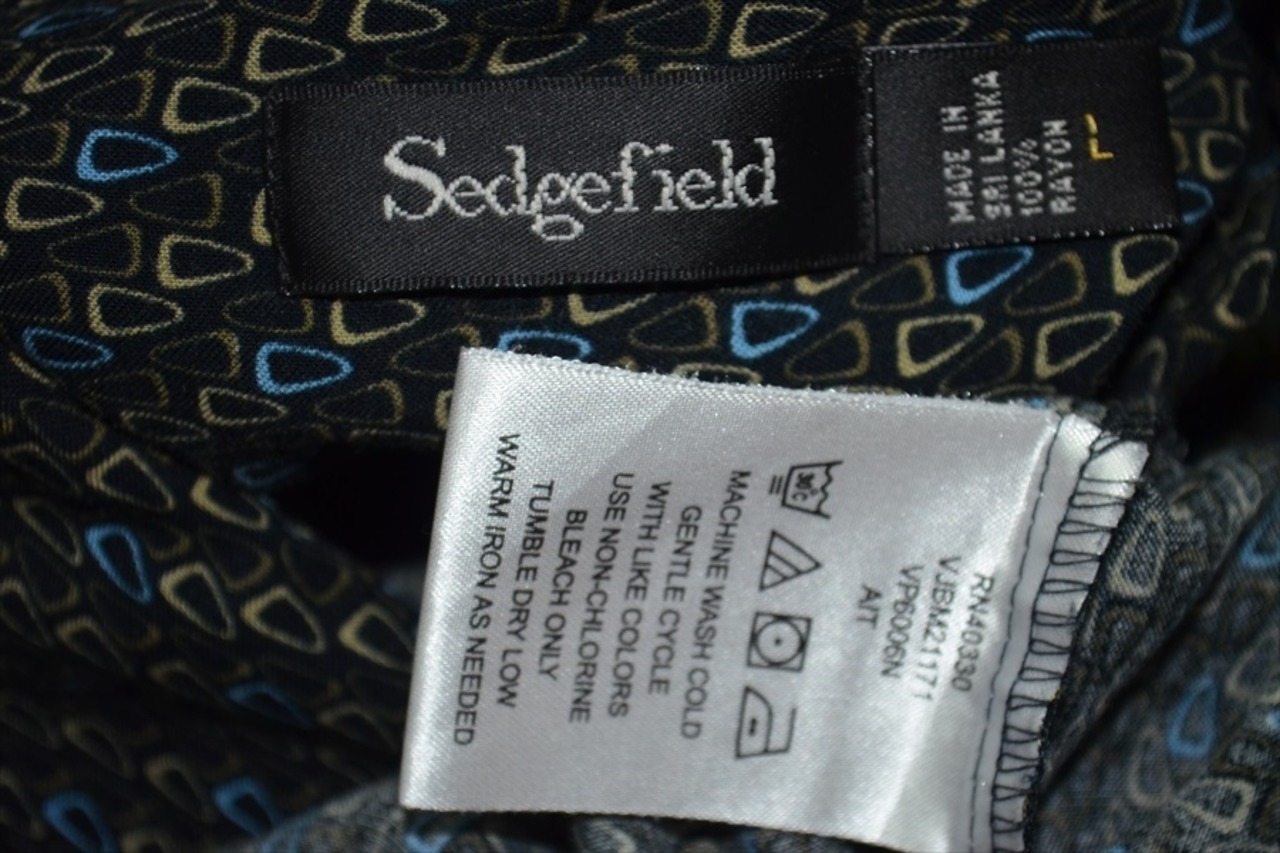 Sedgefield
MADE IN
SRI LANKA
100%
RAYON
L
RN40330
VJBM21171
VP6006N
A/T
30°C
MACHINE WASH COLD
GENTLE CYCLE
WITH LIKE COLORS
USE NON-CHLORINE
BLEACH ONLY
TUMBLE DRY LOW
WARM IRON AS NEEDED